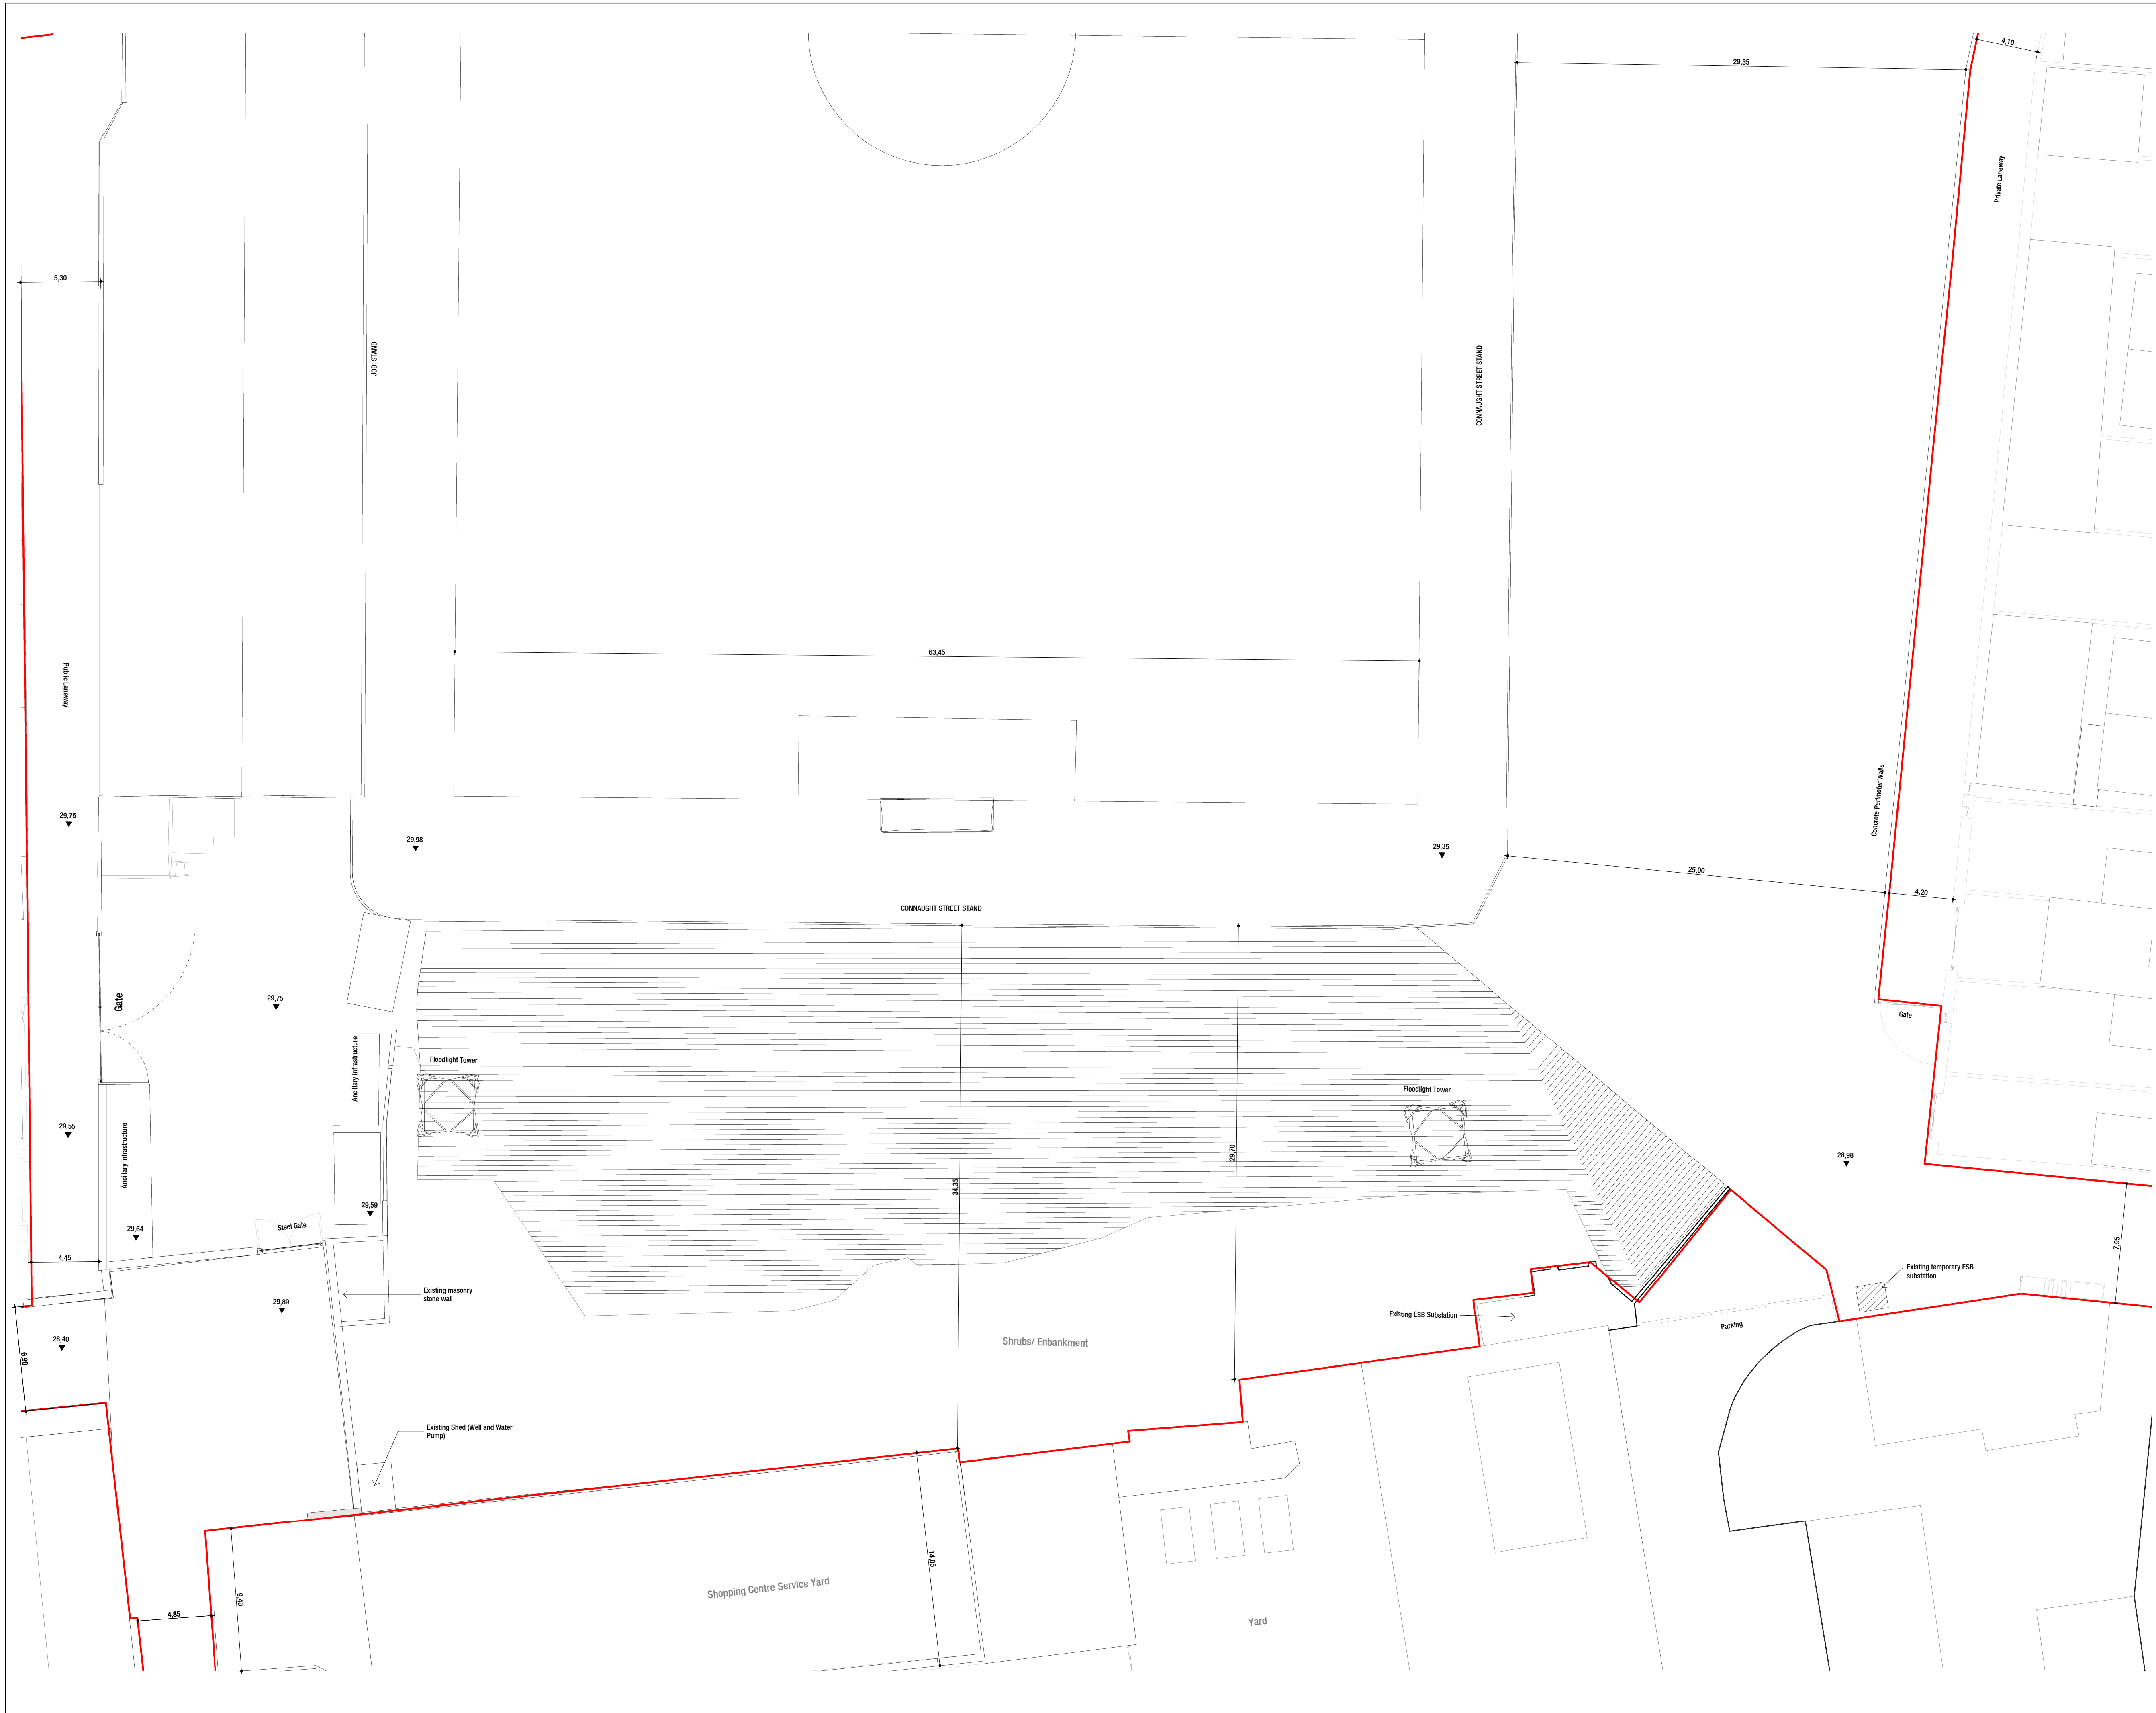 4,10
29,35
Private Laneway
5,30
JODI STAND
CONNAUGHT STREET STAND
63,45
Public Laneway
Concrete Perimeter Walls
29,75
29,98
29,35
25,00
4,20
CONNAUGHT STREET STAND
Gate
29,75
Gate
Ancillary infrastructure
Floodlight Tower
Floodlight Tower
29,55
Ancillary infrastructure
29,70
28,98
34,35
29,59
29,64
Steel Gate
7,95
4,45
Existing temporary ESB
substation
Existing masonry
stone wall
29,89
Existing ESB Substation
Parking
28,40
6,90
Shrubs/ Enbankment
Existing Shed (Well and Water
Pump)
14,05
9,40
Shopping Centre Service Yard
4,85
Yard